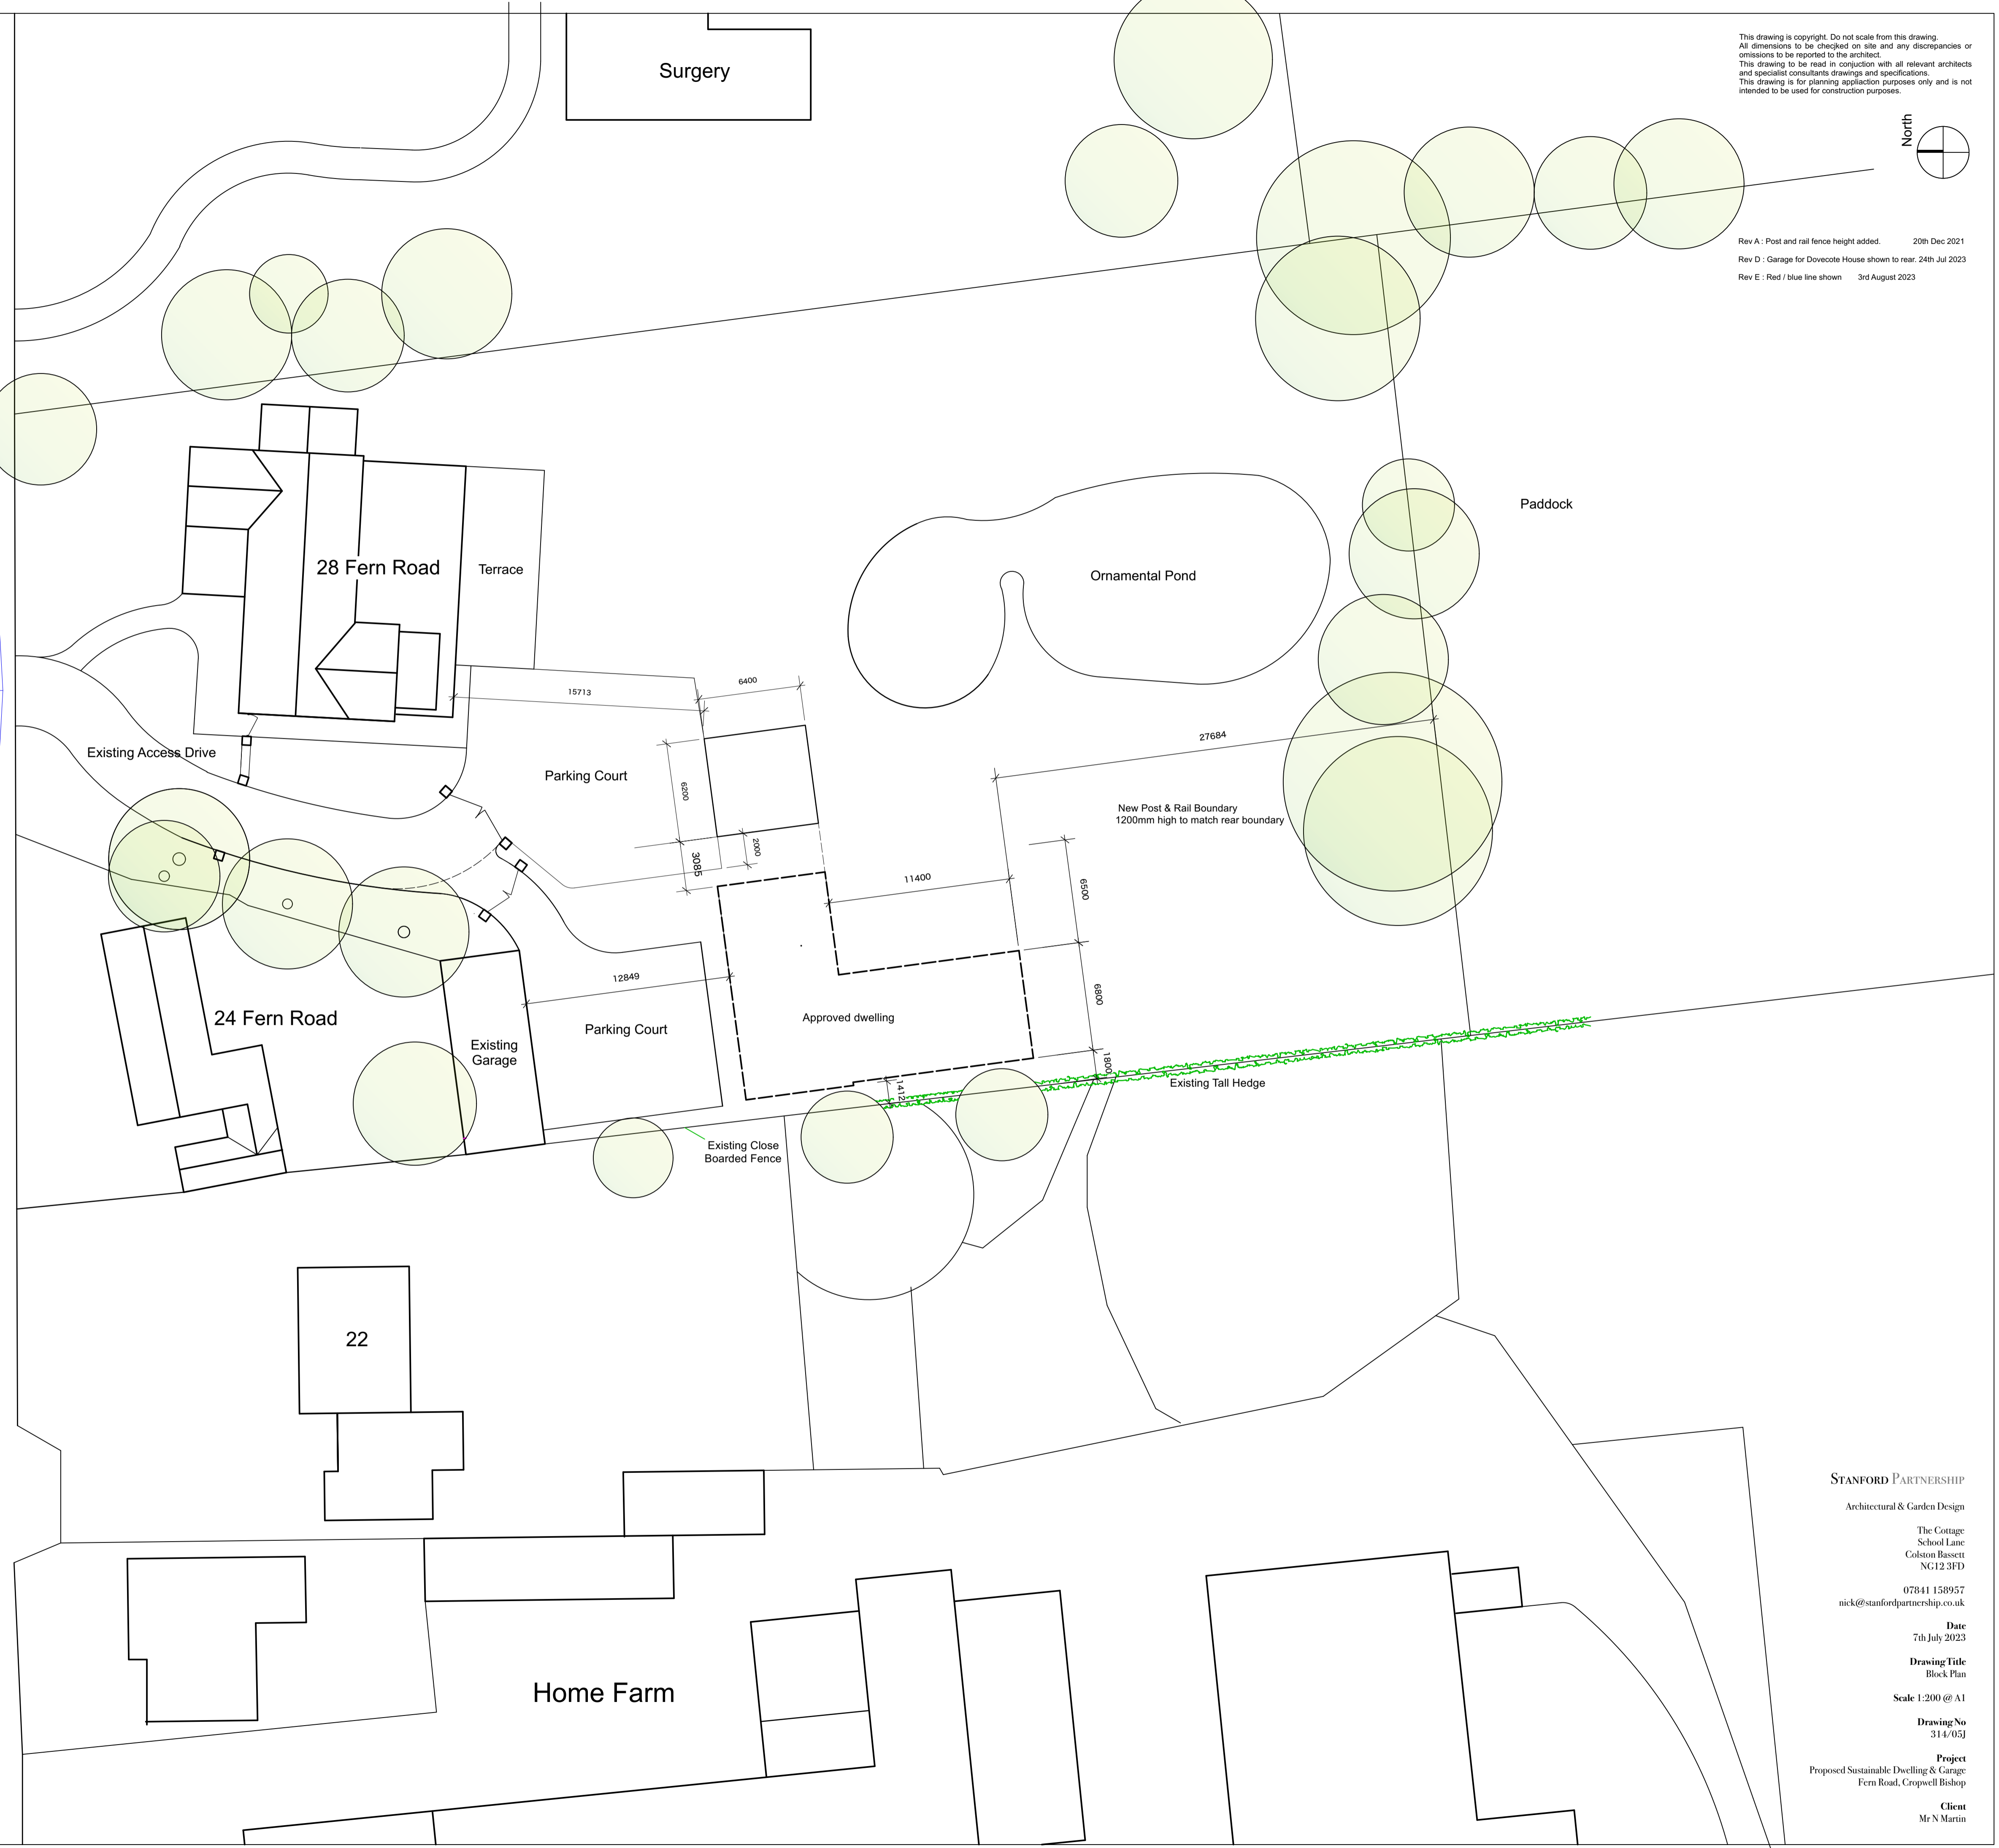 Surgery
This drawing is copyright. Do not scale from this drawing.
All dimensions to be checjked on site and any discrepancies or
omissions to be reported to the architect.
This drawing to be read in conjuction with all relevant architects
and specialist consultants drawings and specifications.
This drawing is for planning appliaction purposes only and is not
intended to be used for construction purposes.
North
Rev A : Post and rail fence height added. 20th Dec 2021
Rev D : Garage for Dovecote House shown to rear. 24th Jul 2023
Rev E : Red / blue line shown 3rd August 2023
Paddock
28 Fern Road
Terrace
Ornamental Pond
15713
6400
27684
Existing Access Drive
Parking Court
6200
New Post & Rail Boundary
1200mm high to match rear boundary
2000
3085
11400
6500
12849
6800
24 Fern Road
Approved dwelling
Parking Court
Existing
Garage
1800
1412
Existing Tall Hedge
Existing Close
Boarded Fence
22
Home Farm
STANFORD PARTNERSHIP
Architectural & Garden Design
The Cottage
School Lane
Colston Bassett
NG12 3FD
07841 158957
nick@stanfordpartnership.co.uk
Date
7th July 2023
Drawing Title
Block Plan
Scale 1:200 @ A1
Drawing No
314/05J
Project
Proposed Sustainable Dwelling & Garage
Fern Road, Cropwell Bishop
Client
Mr N Martin